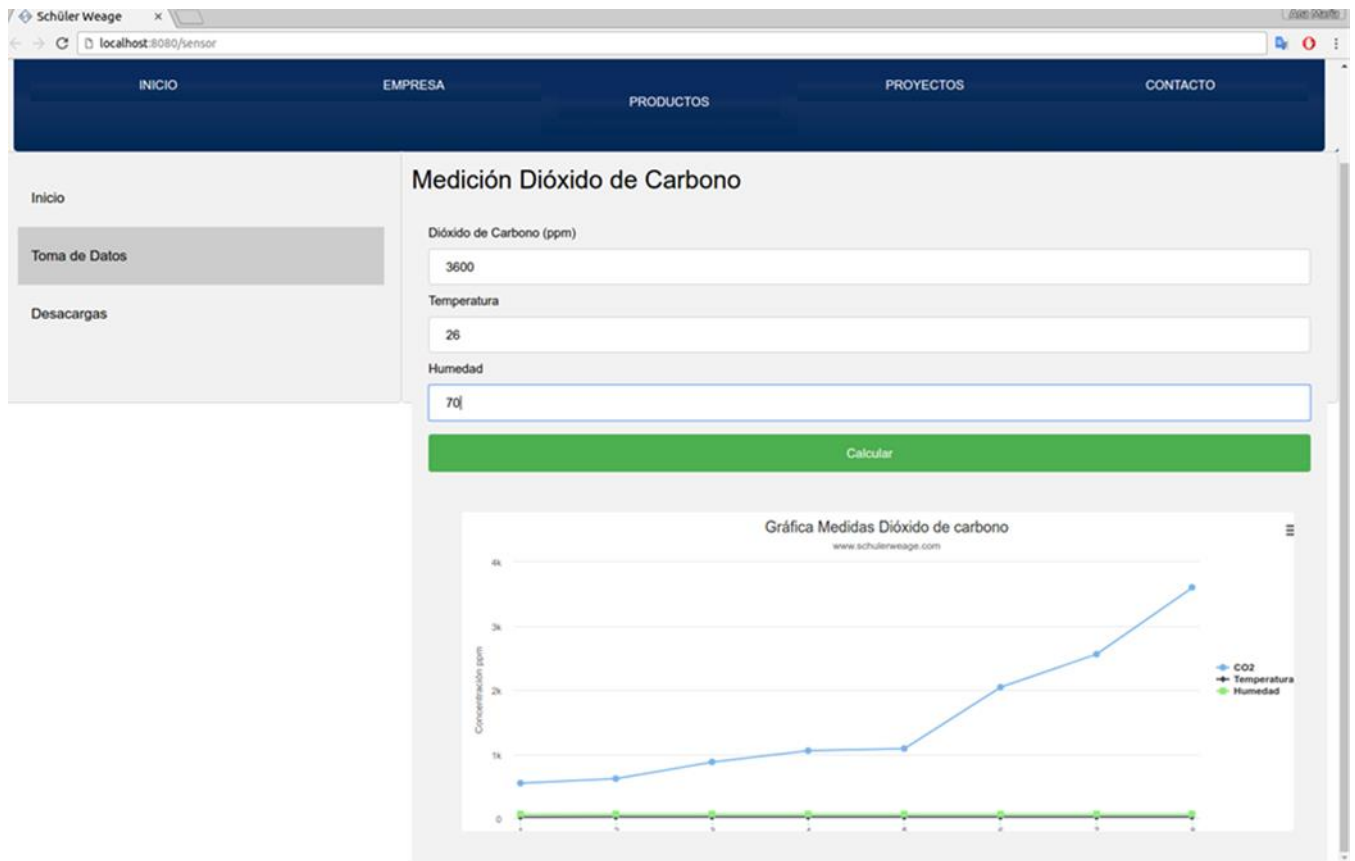 Schüler Weage
Ana María
localhost:8080/sensor
INICIO
EMPRESA
PRODUCTOS
PROYECTOS
CONTACTO
Inicio
Toma de Datos
Desacargas
Medición Dióxido de Carbono
Dióxido de Carbono (ppm)
3600
Temperatura
26
Humedad
70
Calcular
Gráfica Medidas Dióxido de carbono
www.schulerweage.com
Concentración ppm
4k
3k
2k
1k
0
CO2
Temperatura
Humedad